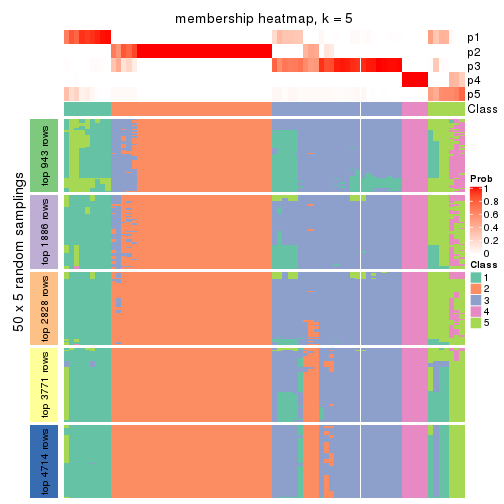 membership heatmap, k = 5
p1
p2
p3
p4
p5
Class
50 x 5 random samplings
top 943 rows
top 1886 rows
top 2828 rows
top 3771 rows
top 4714 rows
Prob
1
0.8
0.6
0.4
0.2
0
Class
1
2
3
4
5